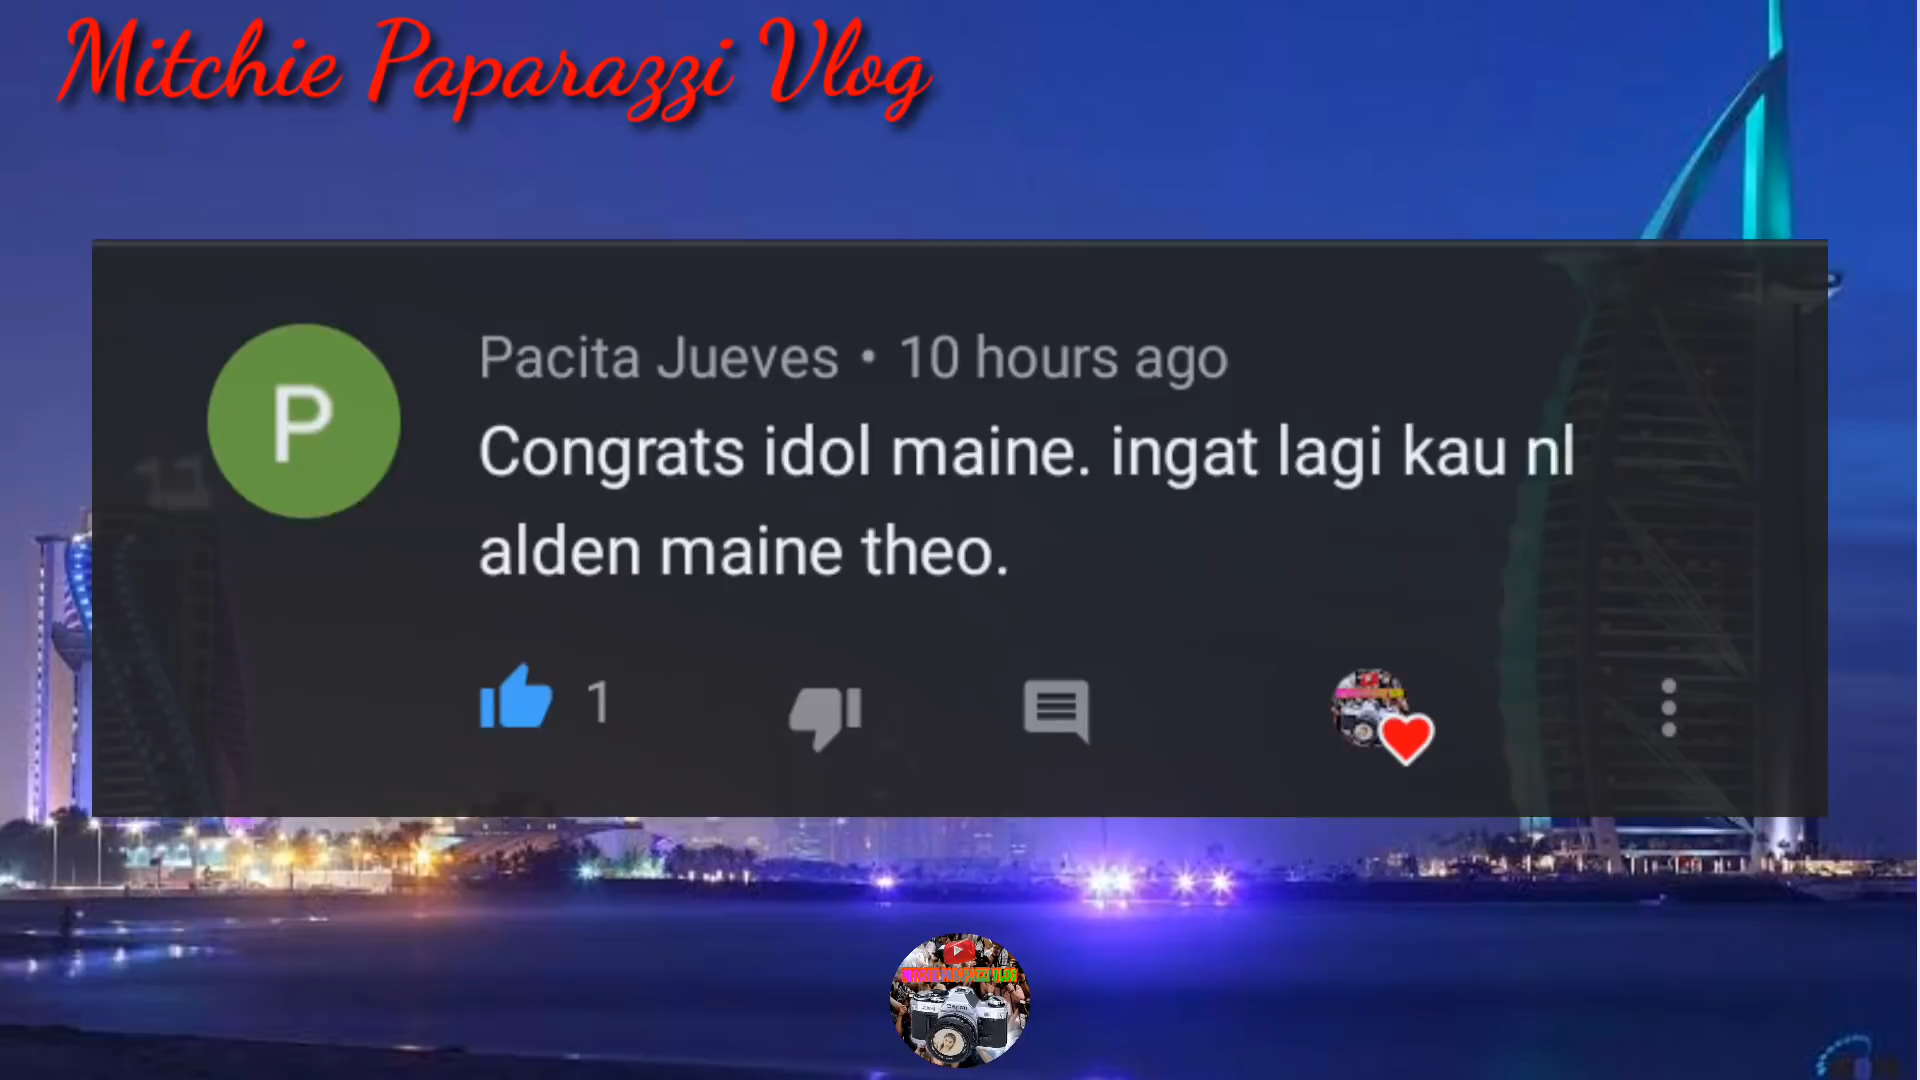 Mitchie Paparazzi Vlog
P
Pacita Jueves • 10 hours ago
Congrats idol maine. ingat lagi kau nl
alden maine theo.
1